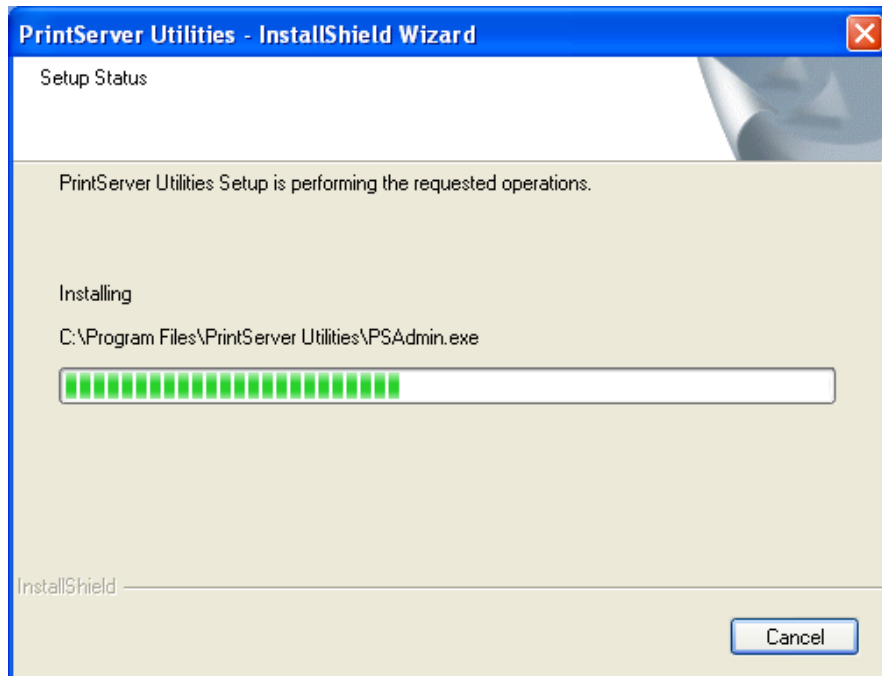 PrintServer Utilities - InstallShield Wizard
Setup Status
PrintServer Utilities Setup is performing the requested operations.
Installing
C:\Program Files\PrintServer Utilities\PSAdmin.exe
InstallShield
Cancel